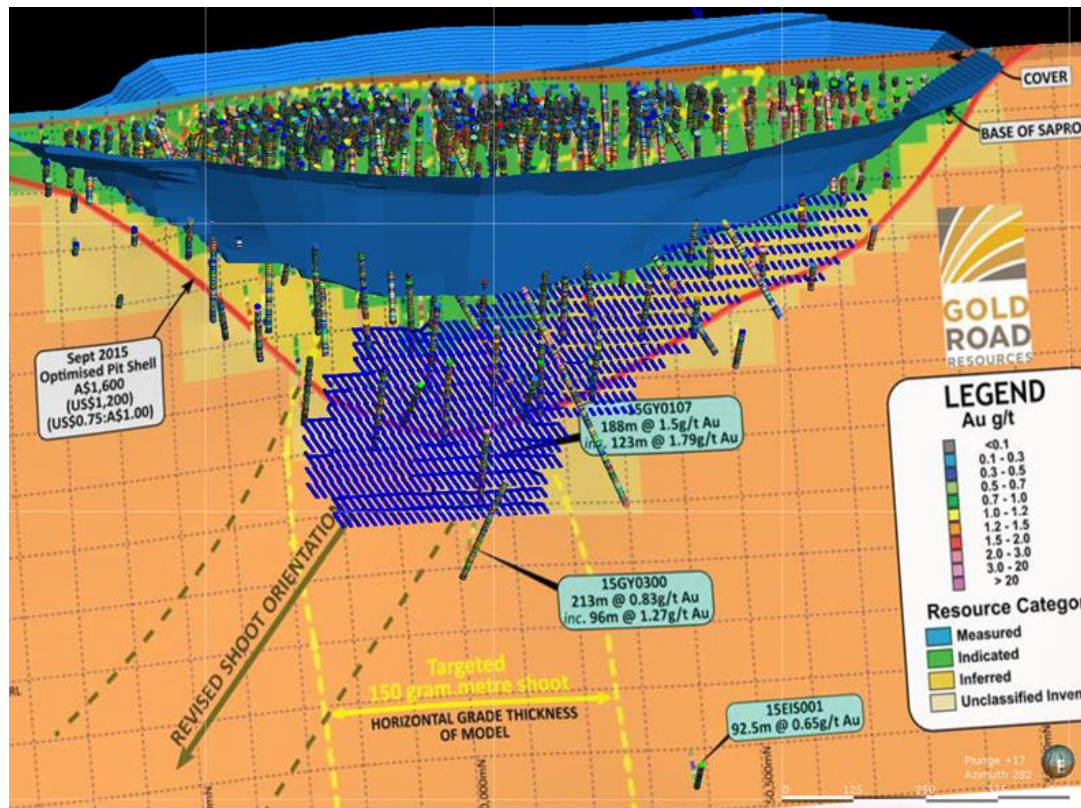 COVER
BASE OF SAPRO
GOLD
ROAD
RESOURCES
Sept 2015
Optimised Pit Shell
A$1,600
(US$1,200)
(US$0.75:A$1.00)
LEGEND
Au g/t
<0.1
0.1 - 0.3
0.3 - 0.5
0.5 - 0.7
0.7 - 1.0
1.0 - 1.2
1.2 - 1.5
1.5 - 2.0
2.0 - 3.0
3.0 - 20
> 20
15GY0107
188m @ 1.5g/t Au
inc. 123m @ 1.79g/t Au
REVISED SHOOT ORIENTATION
15GY0300
213m @ 0.83g/t Au
inc. 96m @ 1.27g/t Au
Resource Categor
Measured
Indicated
Inferred
Unclassified Inven
Targeted
150 gram.metre shoot
HORIZONTAL GRADE THICKNESS
OF MODEL
RL
15EIS001
92.5m @ 0.65g/t Au
Plunge +17
Azimuth 282
E
0 125 250 375